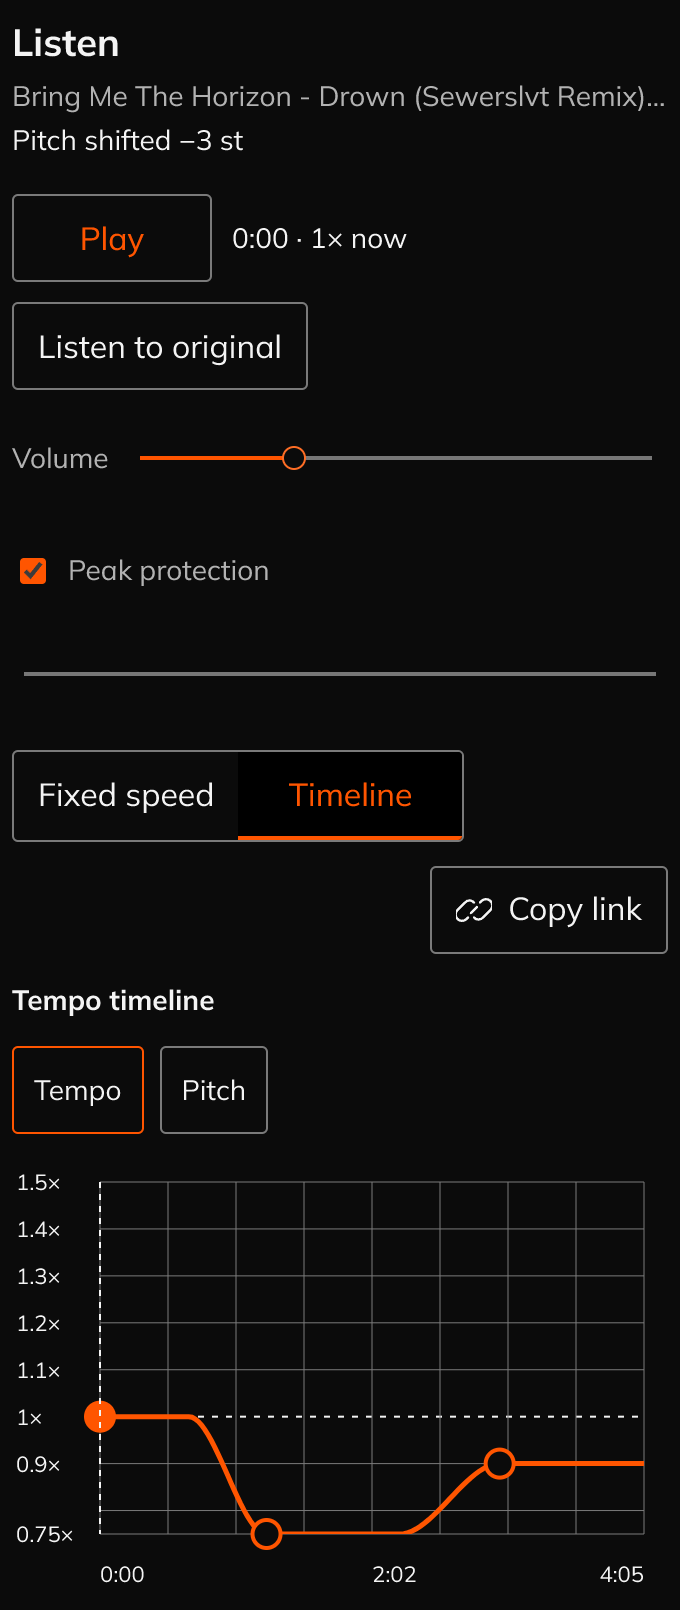 Listen
Bring Me The Horizon - Drown (Sewerslvt Remix)...
Pitch shifted −3 st
Play
0:00 · 1× now
Listen to original
Volume
Peak protection
Fixed speed
Timeline
Copy link
Tempo timeline
Tempo
Pitch
1.5×
1.4×
1.3×
1.2×
1.1×
1×
0.9×
0.75×
0:00
2:02
4:05